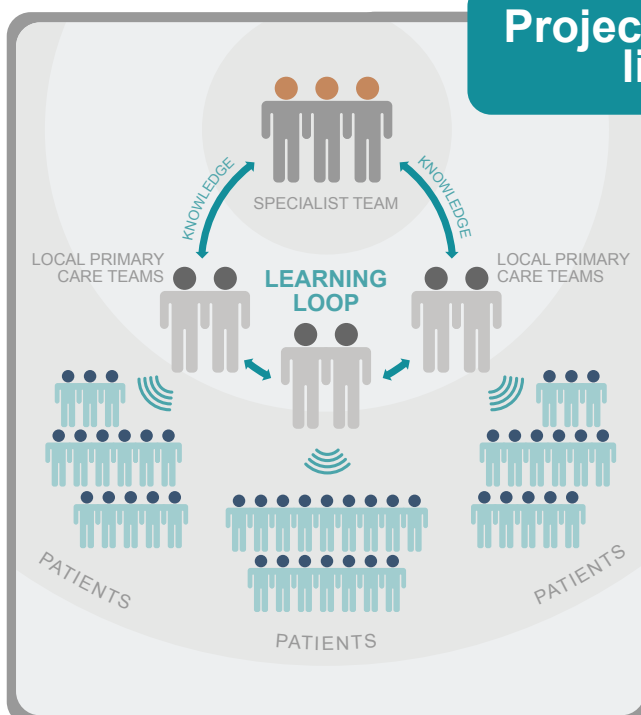 Projec
li
KNOWLEDGE
KNOWLEDGE
SPECIALIST TEAM
LOCAL PRIMARY
CARE TEAMS
LEARNING
LOOP
LOCAL PRIMARY
CARE TEAMS
PATIENTS
PATIENTS
PATIENTS